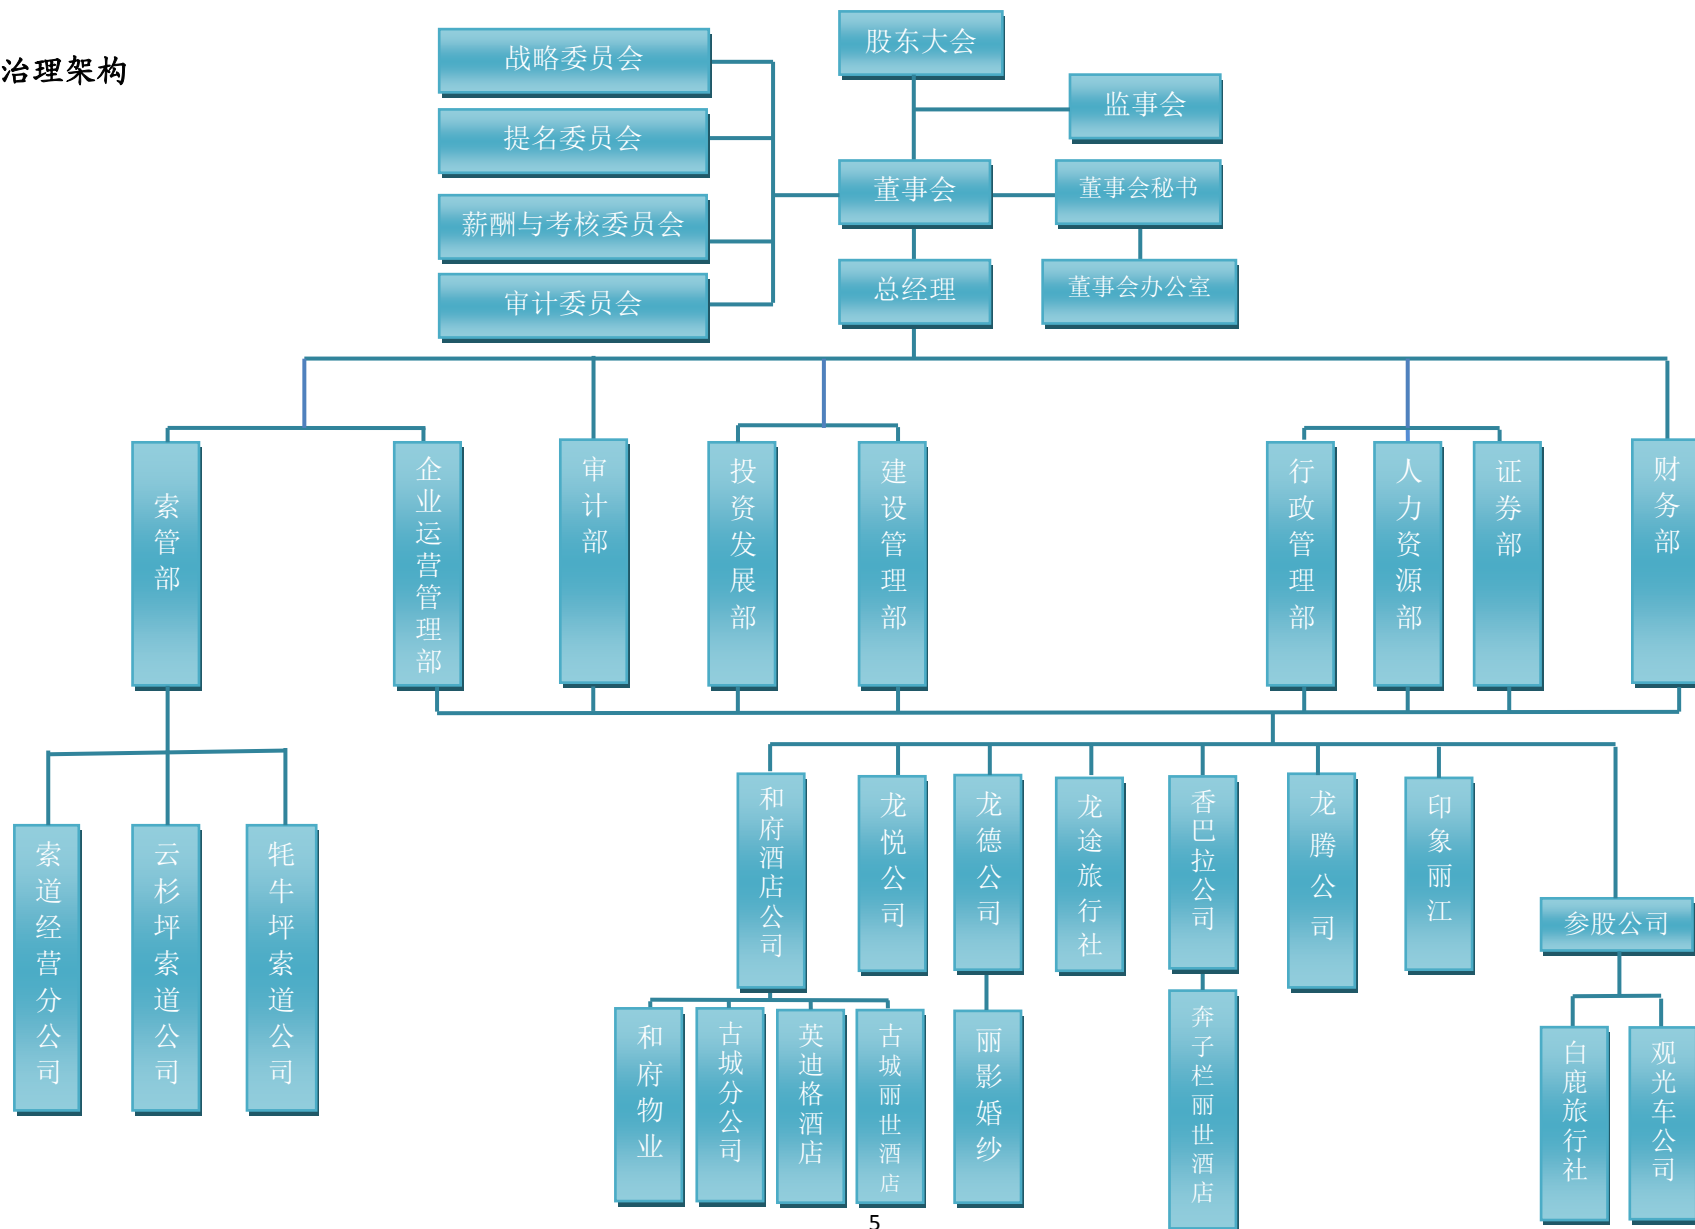 治理架构
股东大会
战略委员会
监事会
提名委员会
董事会
董事会秘书
薪酬与考核委员会
总经理
董事会办公室
审计委员会
索管部
企业运营管理部
审计部
投资发展部
建设管理部
行政管理部
人力资源部
证券部
财务部
索道经营分公司
云杉坪索道公司
牦牛坪索道公司
和府酒店公司
龙悦公司
龙德公司
龙途旅行社
香巴拉公司
龙腾公司
印象丽江
参股公司
和府物业
古城分公司
英迪格酒店
古城丽世酒店
丽影婚纱
奔子栏丽世酒店
白鹿旅行社
观光车公司
5